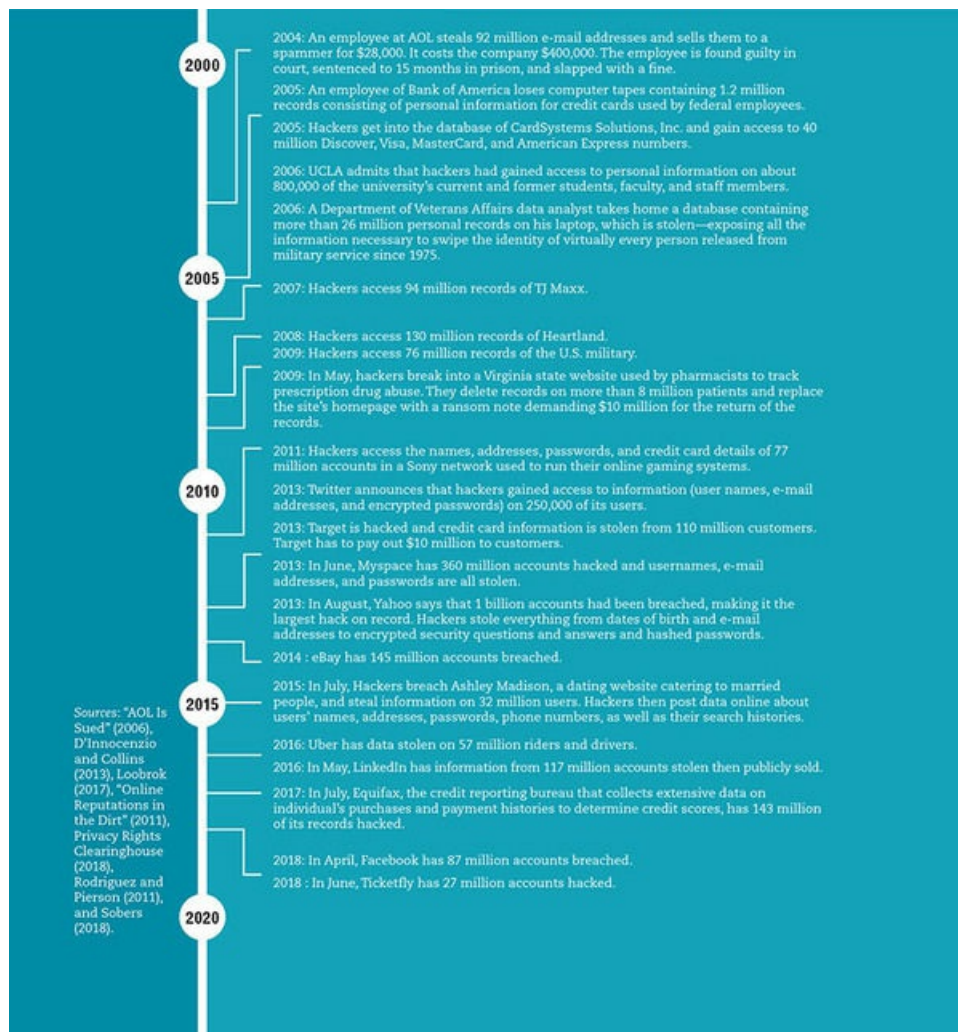 2000
2004: An employee at AOL steals 92 million e-mail addresses and sells them to a
spammer for $28,000. It costs the company $400,000. The employee is found guilty in
court, sentenced to 15 months in prison, and slapped with a fine.
2005: An employee of Bank of America loses computer tapes containing 1.2 million
records consisting of personal information for credit cards used by federal employees.
2005: Hackers get into the database of CardSystems Solutions, Inc. and gain access to 40
million Discover, Visa, MasterCard, and American Express numbers.
2006: UCLA admits that hackers had gained access to personal information on about
800,000 of the university's current and former students, faculty, and staff members.
2006: A Department of Veterans Affairs data analyst takes home a database containing
more than 26 million personal records on his laptop, which is stolen—exposing all the
information necessary to swipe the identity of virtually every person released from
military service since 1975.
2005
2007: Hackers access 94 million records of TJ Maxx.
2008: Hackers access 130 million records of Heartland.
2009: Hackers access 76 million records of the U.S. military.
2009: In May, hackers break into a Virginia state website used by pharmacists to track
prescription drug abuse. They delete records on more than 8 million patients and replace
the site's homepage with a ransom note demanding $10 million for the return of the
records.
2011: Hackers access the names, addresses, passwords, and credit card details of 77
million accounts in a Sony network used to run their online gaming systems.
2010
2013: Twitter announces that hackers gained access to information (user names, e-mail
addresses, and encrypted passwords) on 250,000 of its users.
2013: Target is hacked and credit card information is stolen from 110 million customers.
Target has to pay out $10 million to customers.
2013: In June, Myspace has 360 million accounts hacked and usernames, e-mail
addresses, and passwords are all stolen.
2013: In August, Yahoo says that 1 billion accounts had been breached, making it the
largest hack on record. Hackers stole everything from dates of birth and e-mail
addresses to encrypted security questions and answers and hashed passwords.
2014 : eBay has 145 million accounts breached.
2015
2015: In July, Hackers breach Ashley Madison, a dating website catering to married
people, and steal information on 32 million users. Hackers then post data online about
users' names, addresses, passwords, phone numbers, as well as their search histories.
2016: Uber has data stolen on 57 million riders and drivers.
2016: In May, LinkedIn has information from 117 million accounts stolen then publicly sold.
2017: In July, Equifax, the credit reporting bureau that collects extensive data on
individual's purchases and payment histories to determine credit scores, has 143 million
of its records hacked.
2018: In April, Facebook has 87 million accounts breached.
2018 : In June, Ticketfly has 27 million accounts hacked.
2020
Sources: "AOL Is
Sued" (2006),
D'Innocenzio
and Collins
(2013), Loobrok
(2017), "Online
Reputations in
the Dirt" (2011),
Privacy Rights
Clearinghouse
(2018),
Rodriguez and
Pierson (2011),
and Sobers
(2018).